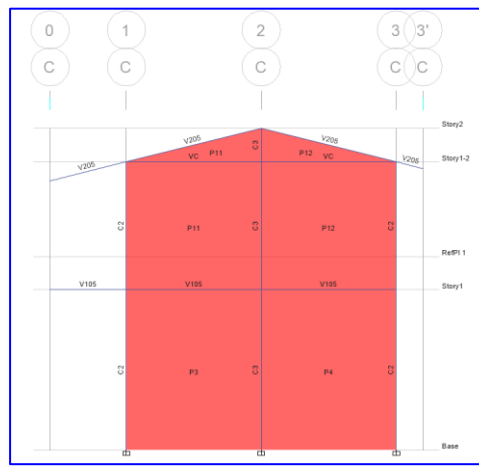 0 1 2 3 3'
C C C C C
Story2
V205 V205
C3
P11 VC P12
V205 V205
Story1-2
C2 P11 C3 P12 C2
RefPl 1
V105 V105 V105
Story1
C2 P3 C3 P4 C2
Base